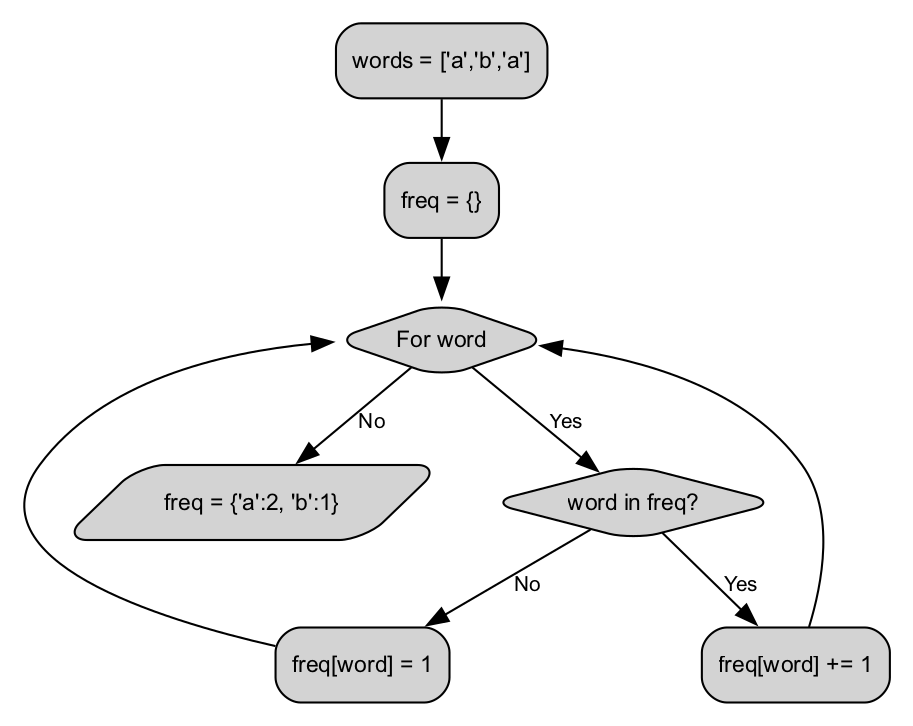 words = ['a','b','a']
freq = {}
For word
No
Yes
freq = {'a':2, 'b':1}
word in freq?
No
Yes
freq[word] = 1
freq[word] += 1